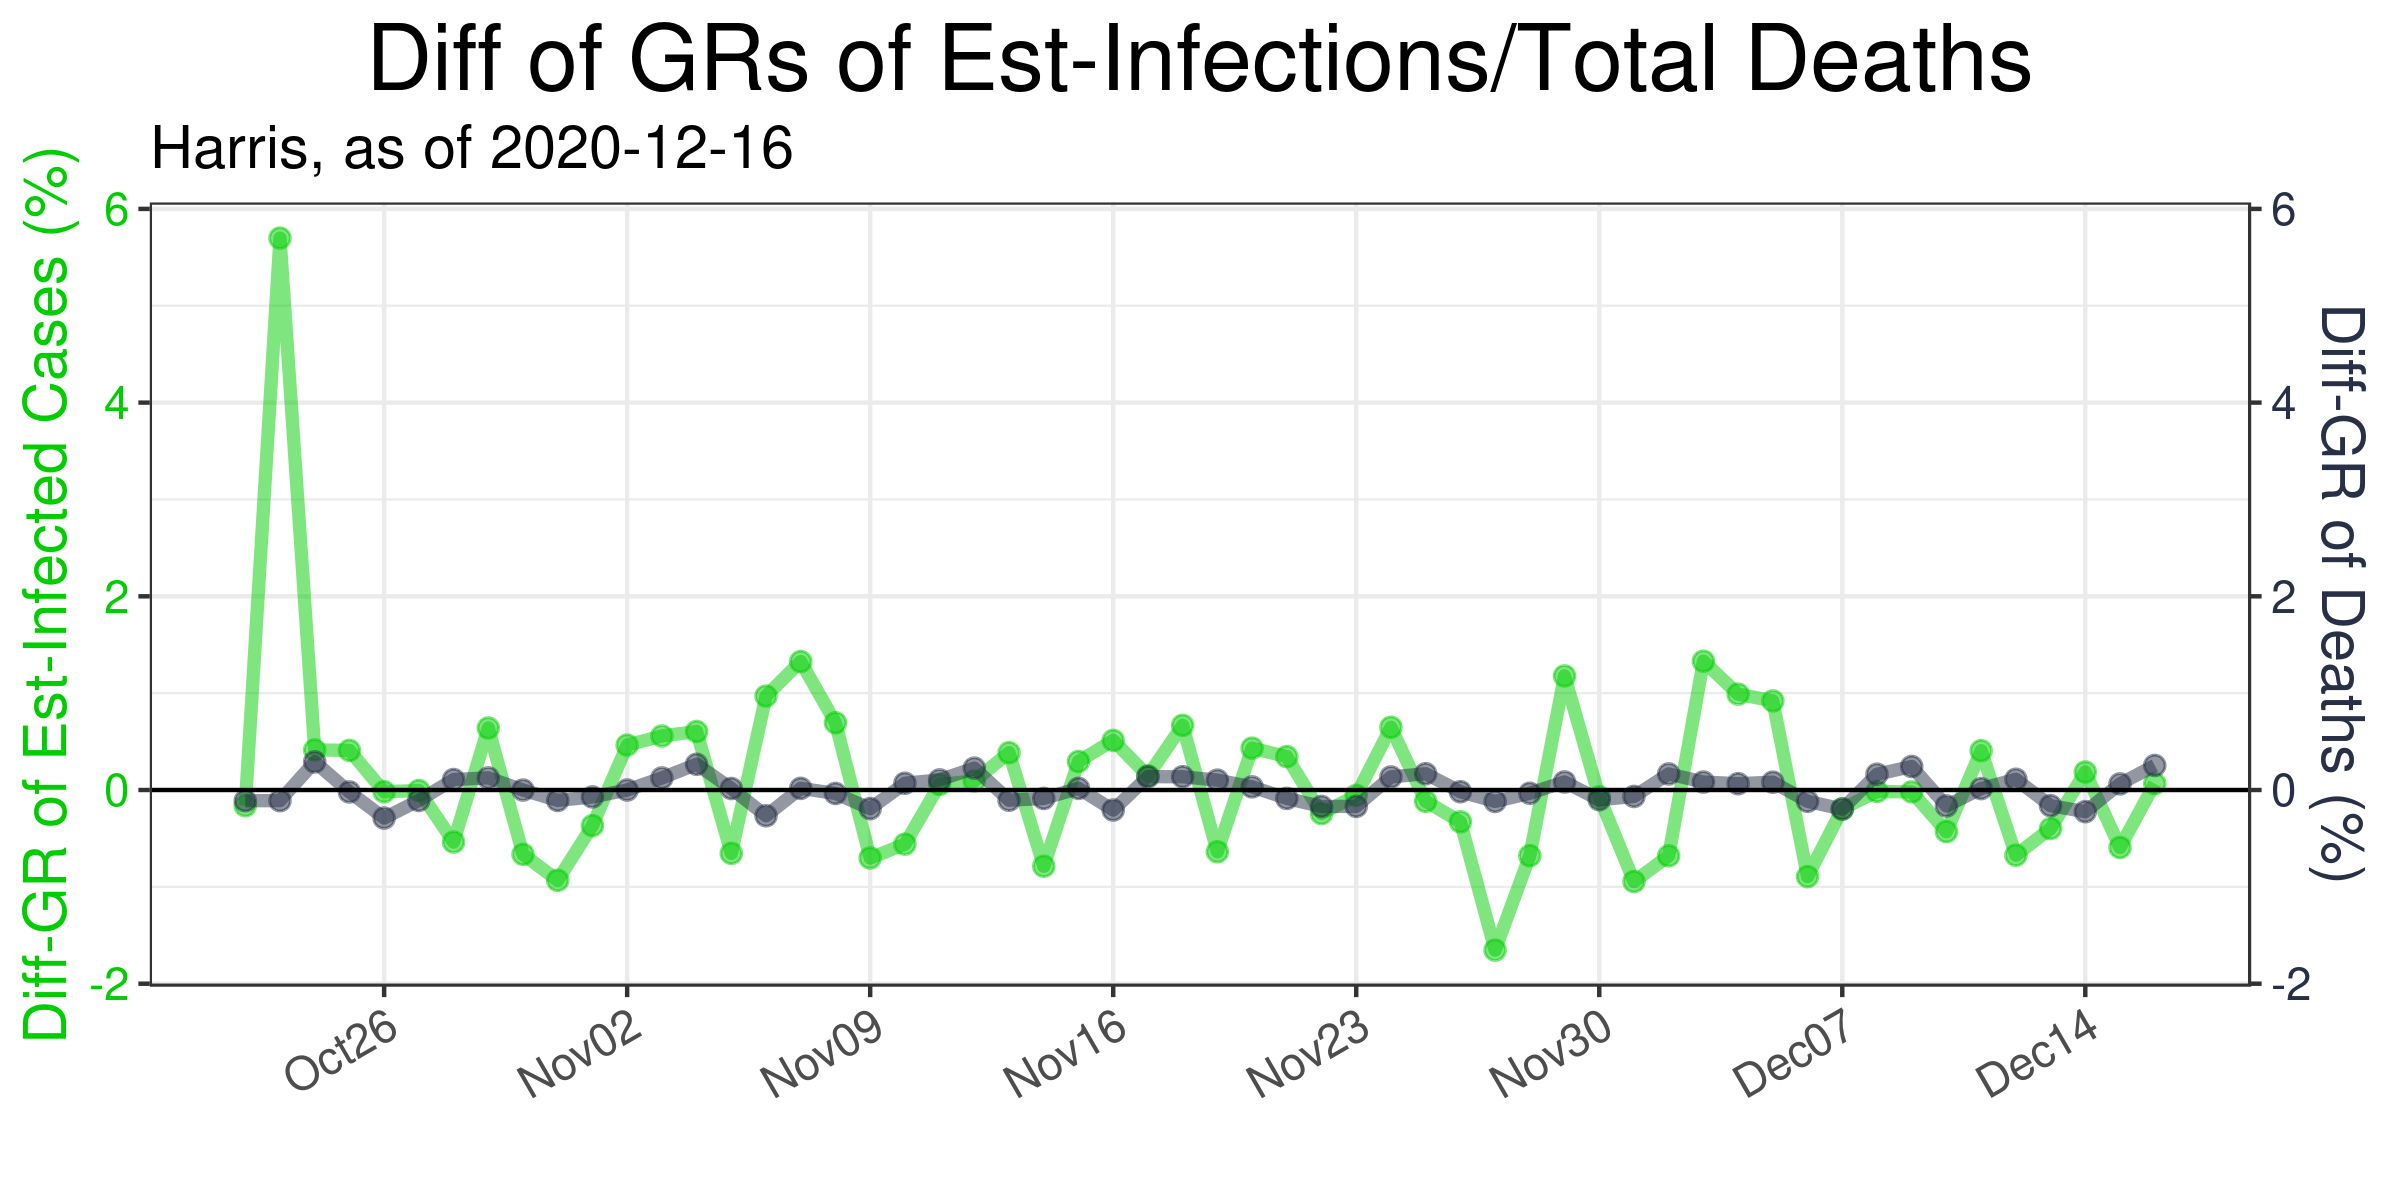 Diff of GRs of Est-Infections/Total Deaths
Harris, as of 2020-12-16
Diff-GR of Est-Infected Cases (%)
6
4
2
0
-2
6
4
2
0
-2
Diff-GR of Deaths (%)
Oct26
Nov02
Nov09
Nov16
Nov23
Nov30
Dec07
Dec14